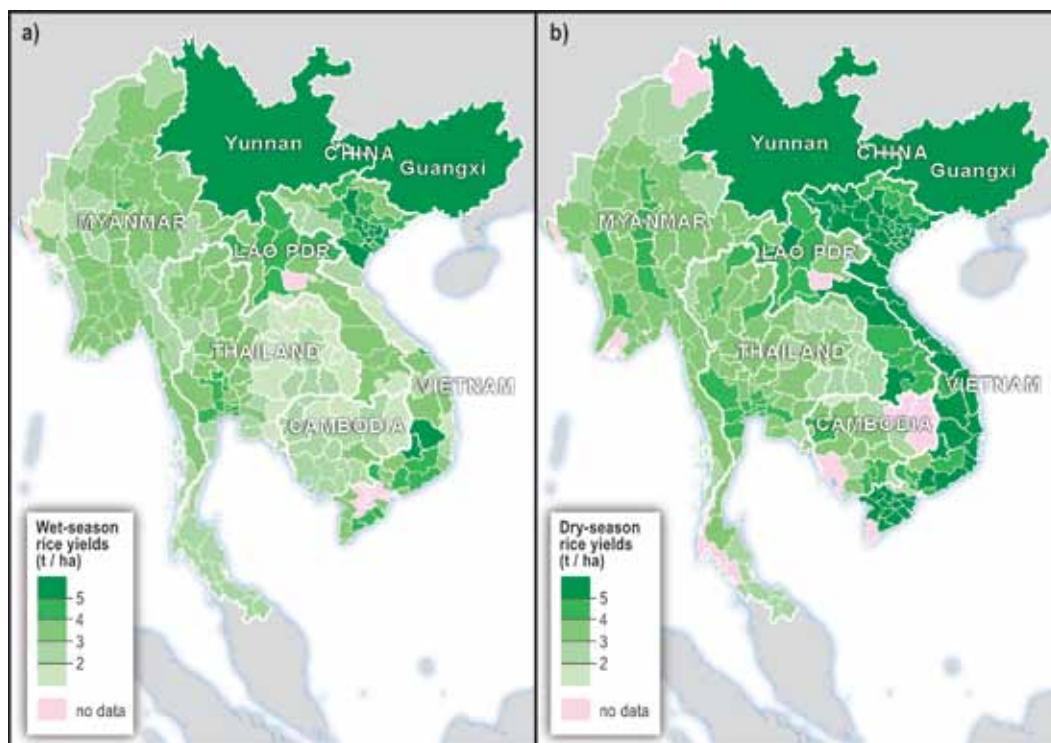 a)
Yunnan
CHINA
Guangxi
MYANMAR
LAO PDR
THAILAND
VIETNAM
CAMBODIA
Wet-season
rice yields
(t / ha)
5
4
3
2
no data
b)
Yunnan
CHINA
Guangxi
MYANMAR
LAO PDR
THAILAND
VIETNAM
CAMBODIA
Dry-season
rice yields
(t / ha)
5
4
3
2
no data